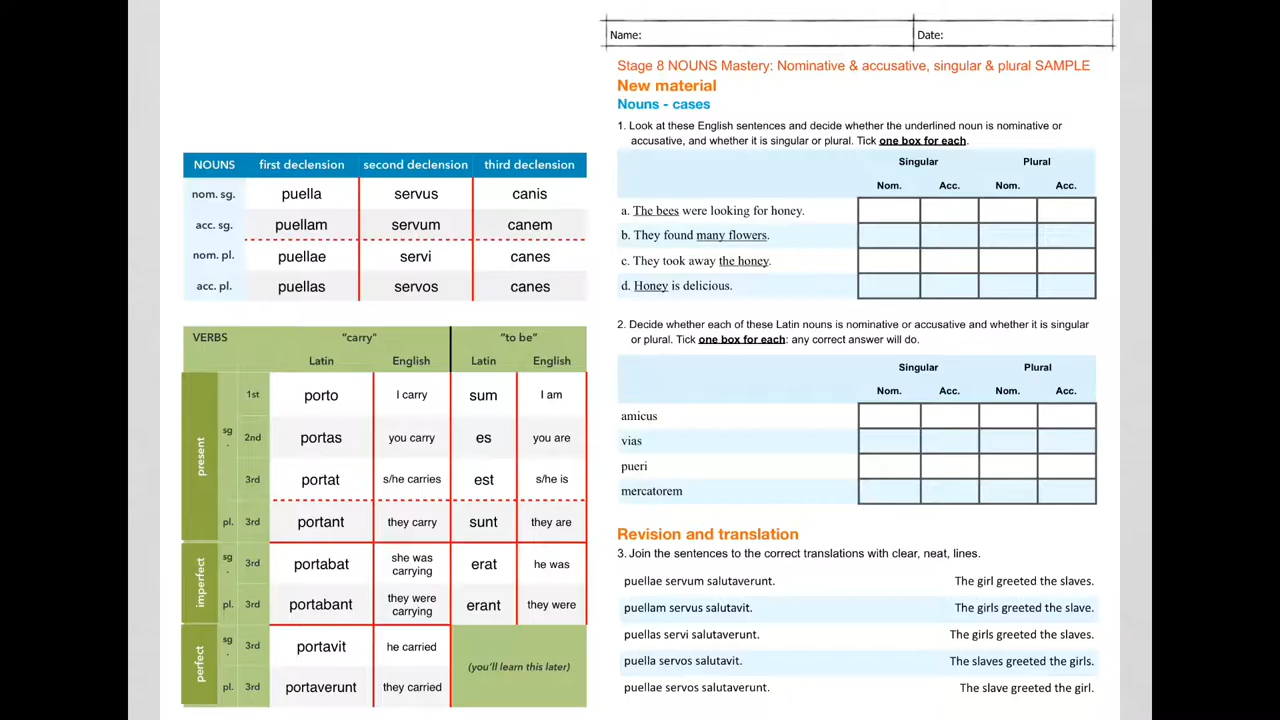 NOUNS first declension second declension third declension
nom. sg. puella servus canis
acc. sg. puellam servum canem
nom. pl. puellae servi canes
acc. pl. puellas servos canes
VERBS "carry" "to be"
Latin English Latin English
present
sg
.
1st porto I carry sum I am
2nd portas you carry es you are
3rd portat s/he carries est s/he is
pl. 3rd portant they carry sunt they are
imperfect
sg
.
3rd portabat she was carrying erat he was
pl. 3rd portabant they were carrying erant they were
perfect
sg
.
3rd portavit he carried
pl. 3rd portaverunt they carried
(you'll learn this later)
Name: Date:
Stage 8 NOUNS Mastery: Nominative & accusative, singular & plural SAMPLE
New material
Nouns - cases
1. Look at these English sentences and decide whether the underlined noun is nominative or
accusative, and whether it is singular or plural. Tick one box for each.
Singular Plural
Nom. Acc. Nom. Acc.
a. The bees were looking for honey.
b. They found many flowers.
c. They took away the honey.
d. Honey is delicious.
2. Decide whether each of these Latin nouns is nominative or accusative and whether it is singular
or plural. Tick one box for each: any correct answer will do.
Singular Plural
Nom. Acc. Nom. Acc.
amicus
vias
pueri
mercatorem
Revision and translation
3. Join the sentences to the correct translations with clear, neat, lines.
puellae servum salutaverunt. The girl greeted the slaves.
puellam servus salutavit. The girls greeted the slave.
puellas servi salutaverunt. The girls greeted the slaves.
puella servos salutavit. The slaves greeted the girls.
puellae servos salutaverunt. The slave greeted the girl.